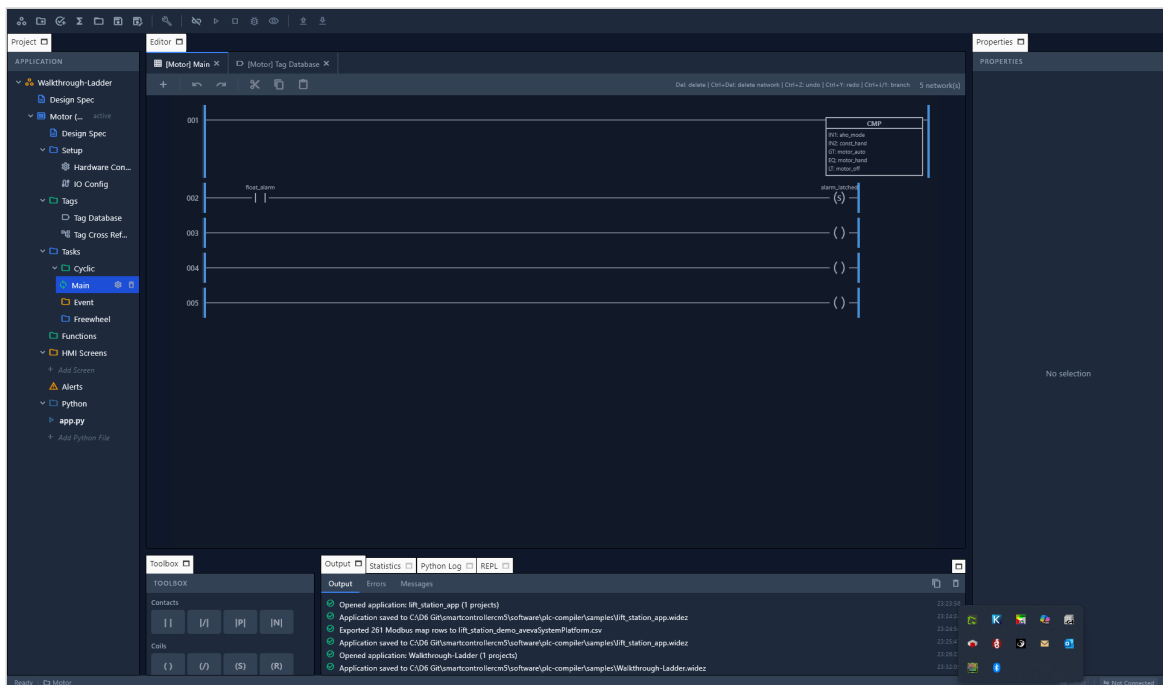 Project
APPLICATION
Walkthrough-Ladder
Design Spec
Motor (... active
Design Spec
Setup
Hardware Con...
IO Config
Tags
Tag Database
Tag Cross Ref...
Tasks
Cyclic
Main
Event
Freewheel
Functions
HMI Screens
+ Add Screen
Alerts
Python
app.py
+ Add Python File
Editor
[Motor] Main × [Motor] Tag Database ×
Del: delete | Ctrl+Del: delete network | Ctrl+Z: undo | Ctrl+Y: redo | Ctrl+I/T: branch 5 network(s)
001
CMP
IN1: aho_mode
IN2: const_hand
GT: motor_auto
EQ: motor_hand
LT: motor_off
float_alarm alarm_latched
002 (S)
003 ( )
004 ( )
005 ( )
Properties
PROPERTIES
No selection
Toolbox
TOOLBOX
Contacts
| | |/| |P| |N|
Coils
( ) (/) (S) (R)
Output Statistics Python Log REPL
Output Errors Messages
Opened application: lift_station_app (1 projects)
Application saved to C:\D6 Git\smartcontrollercm5\software\plc-compiler\samples\lift_station_app.widez
Exported 261 Modbus map rows to lift_station_demo_avevaSystemPlatform.csv
Application saved to C:\D6 Git\smartcontrollercm5\software\plc-compiler\samples\lift_station_app.widez
Opened application: Walkthrough-Ladder (1 projects)
Application saved to C:\D6 Git\smartcontrollercm5\software\plc-compiler\samples\Walkthrough-Ladder.widez
Ready Motor
Not Connected